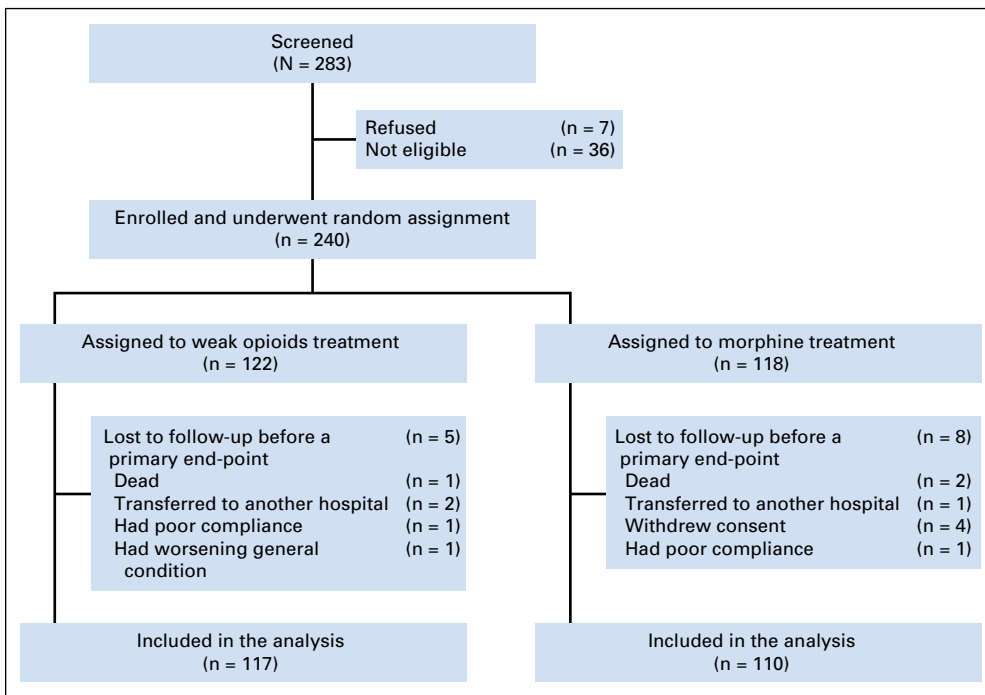 Screened
(N = 283)
Refused (n = 7)
Not eligible (n = 36)
Enrolled and underwent random assignment
(n = 240)
Assigned to weak opioids treatment
(n = 122)
Assigned to morphine treatment
(n = 118)
Lost to follow-up before a (n = 5)
primary end-point
Dead (n = 1)
Transferred to another hospital (n = 2)
Had poor compliance (n = 1)
Had worsening general (n = 1)
condition
Lost to follow-up before a (n = 8)
primary end-point
Dead (n = 2)
Transferred to another hospital (n = 1)
Withdrew consent (n = 4)
Had poor compliance (n = 1)
Included in the analysis
(n = 117)
Included in the analysis
(n = 110)